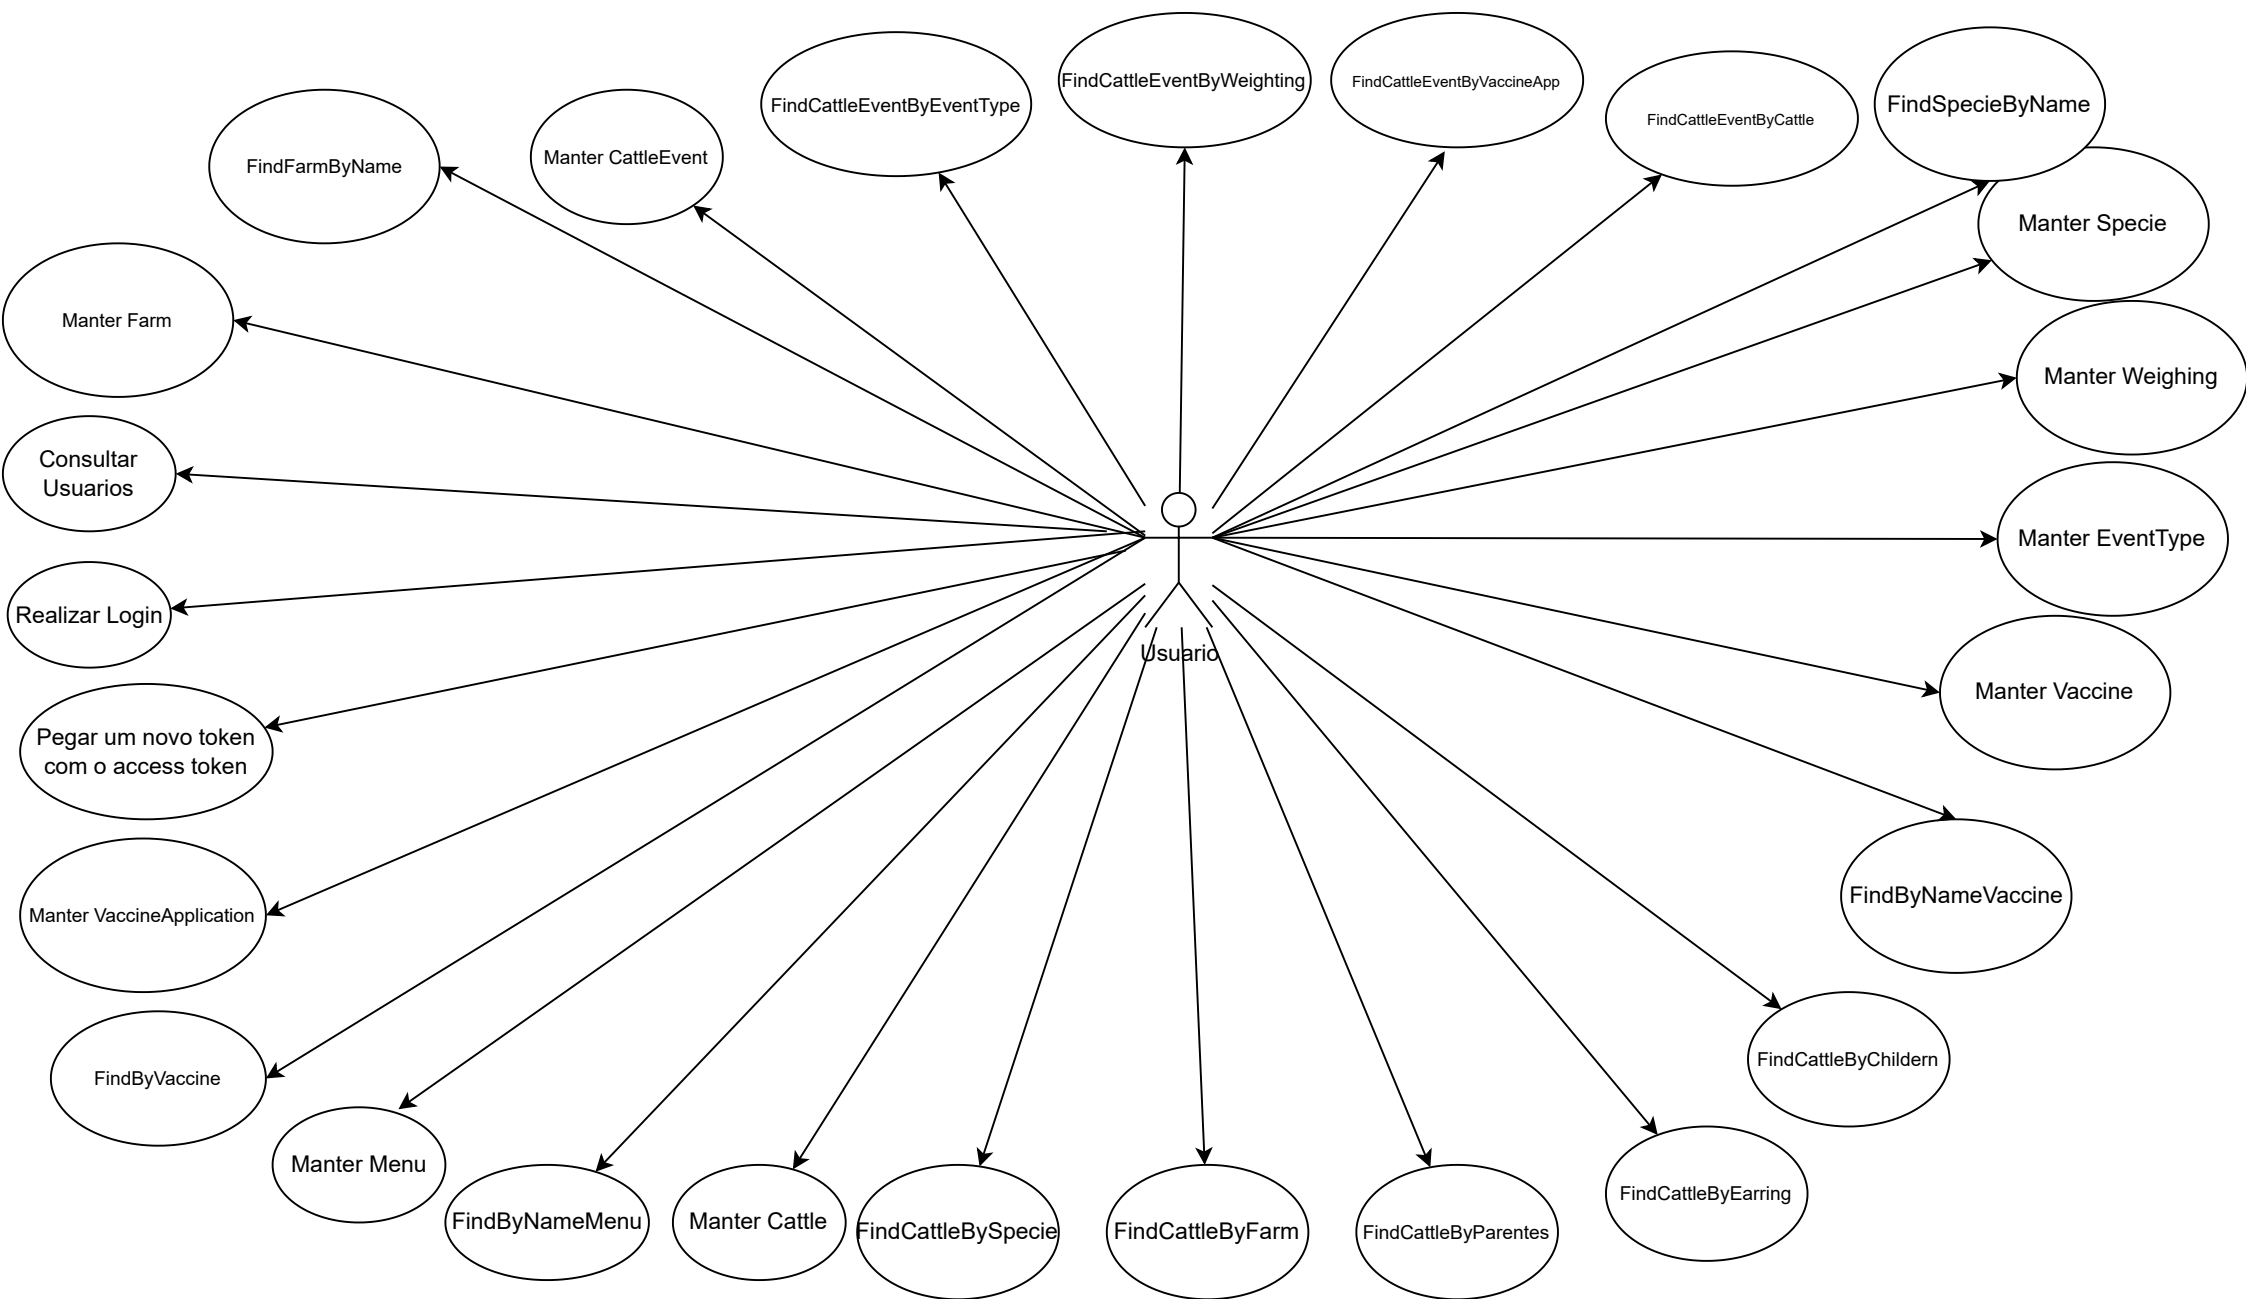 FindCattleEventByWeighting
FindCattleEventByVaccineApp
FindCattleEventByEventType
FindSpecieByName
FindCattleEventByCattle
Manter CattleEvent
FindFarmByName
Manter Specie
Manter Farm
Manter Weighing
Consultar
Usuarios
Manter EventType
Realizar Login
Usuario
Manter Vaccine
Pegar um novo token
com o access token
FindByNameVaccine
Manter VaccineApplication
FindCattleByChildern
FindByVaccine
Manter Menu
FindCattleByEarring
FindByNameMenu
Manter Cattle
FindCattleBySpecie
FindCattleByFarm
FindCattleByParentes